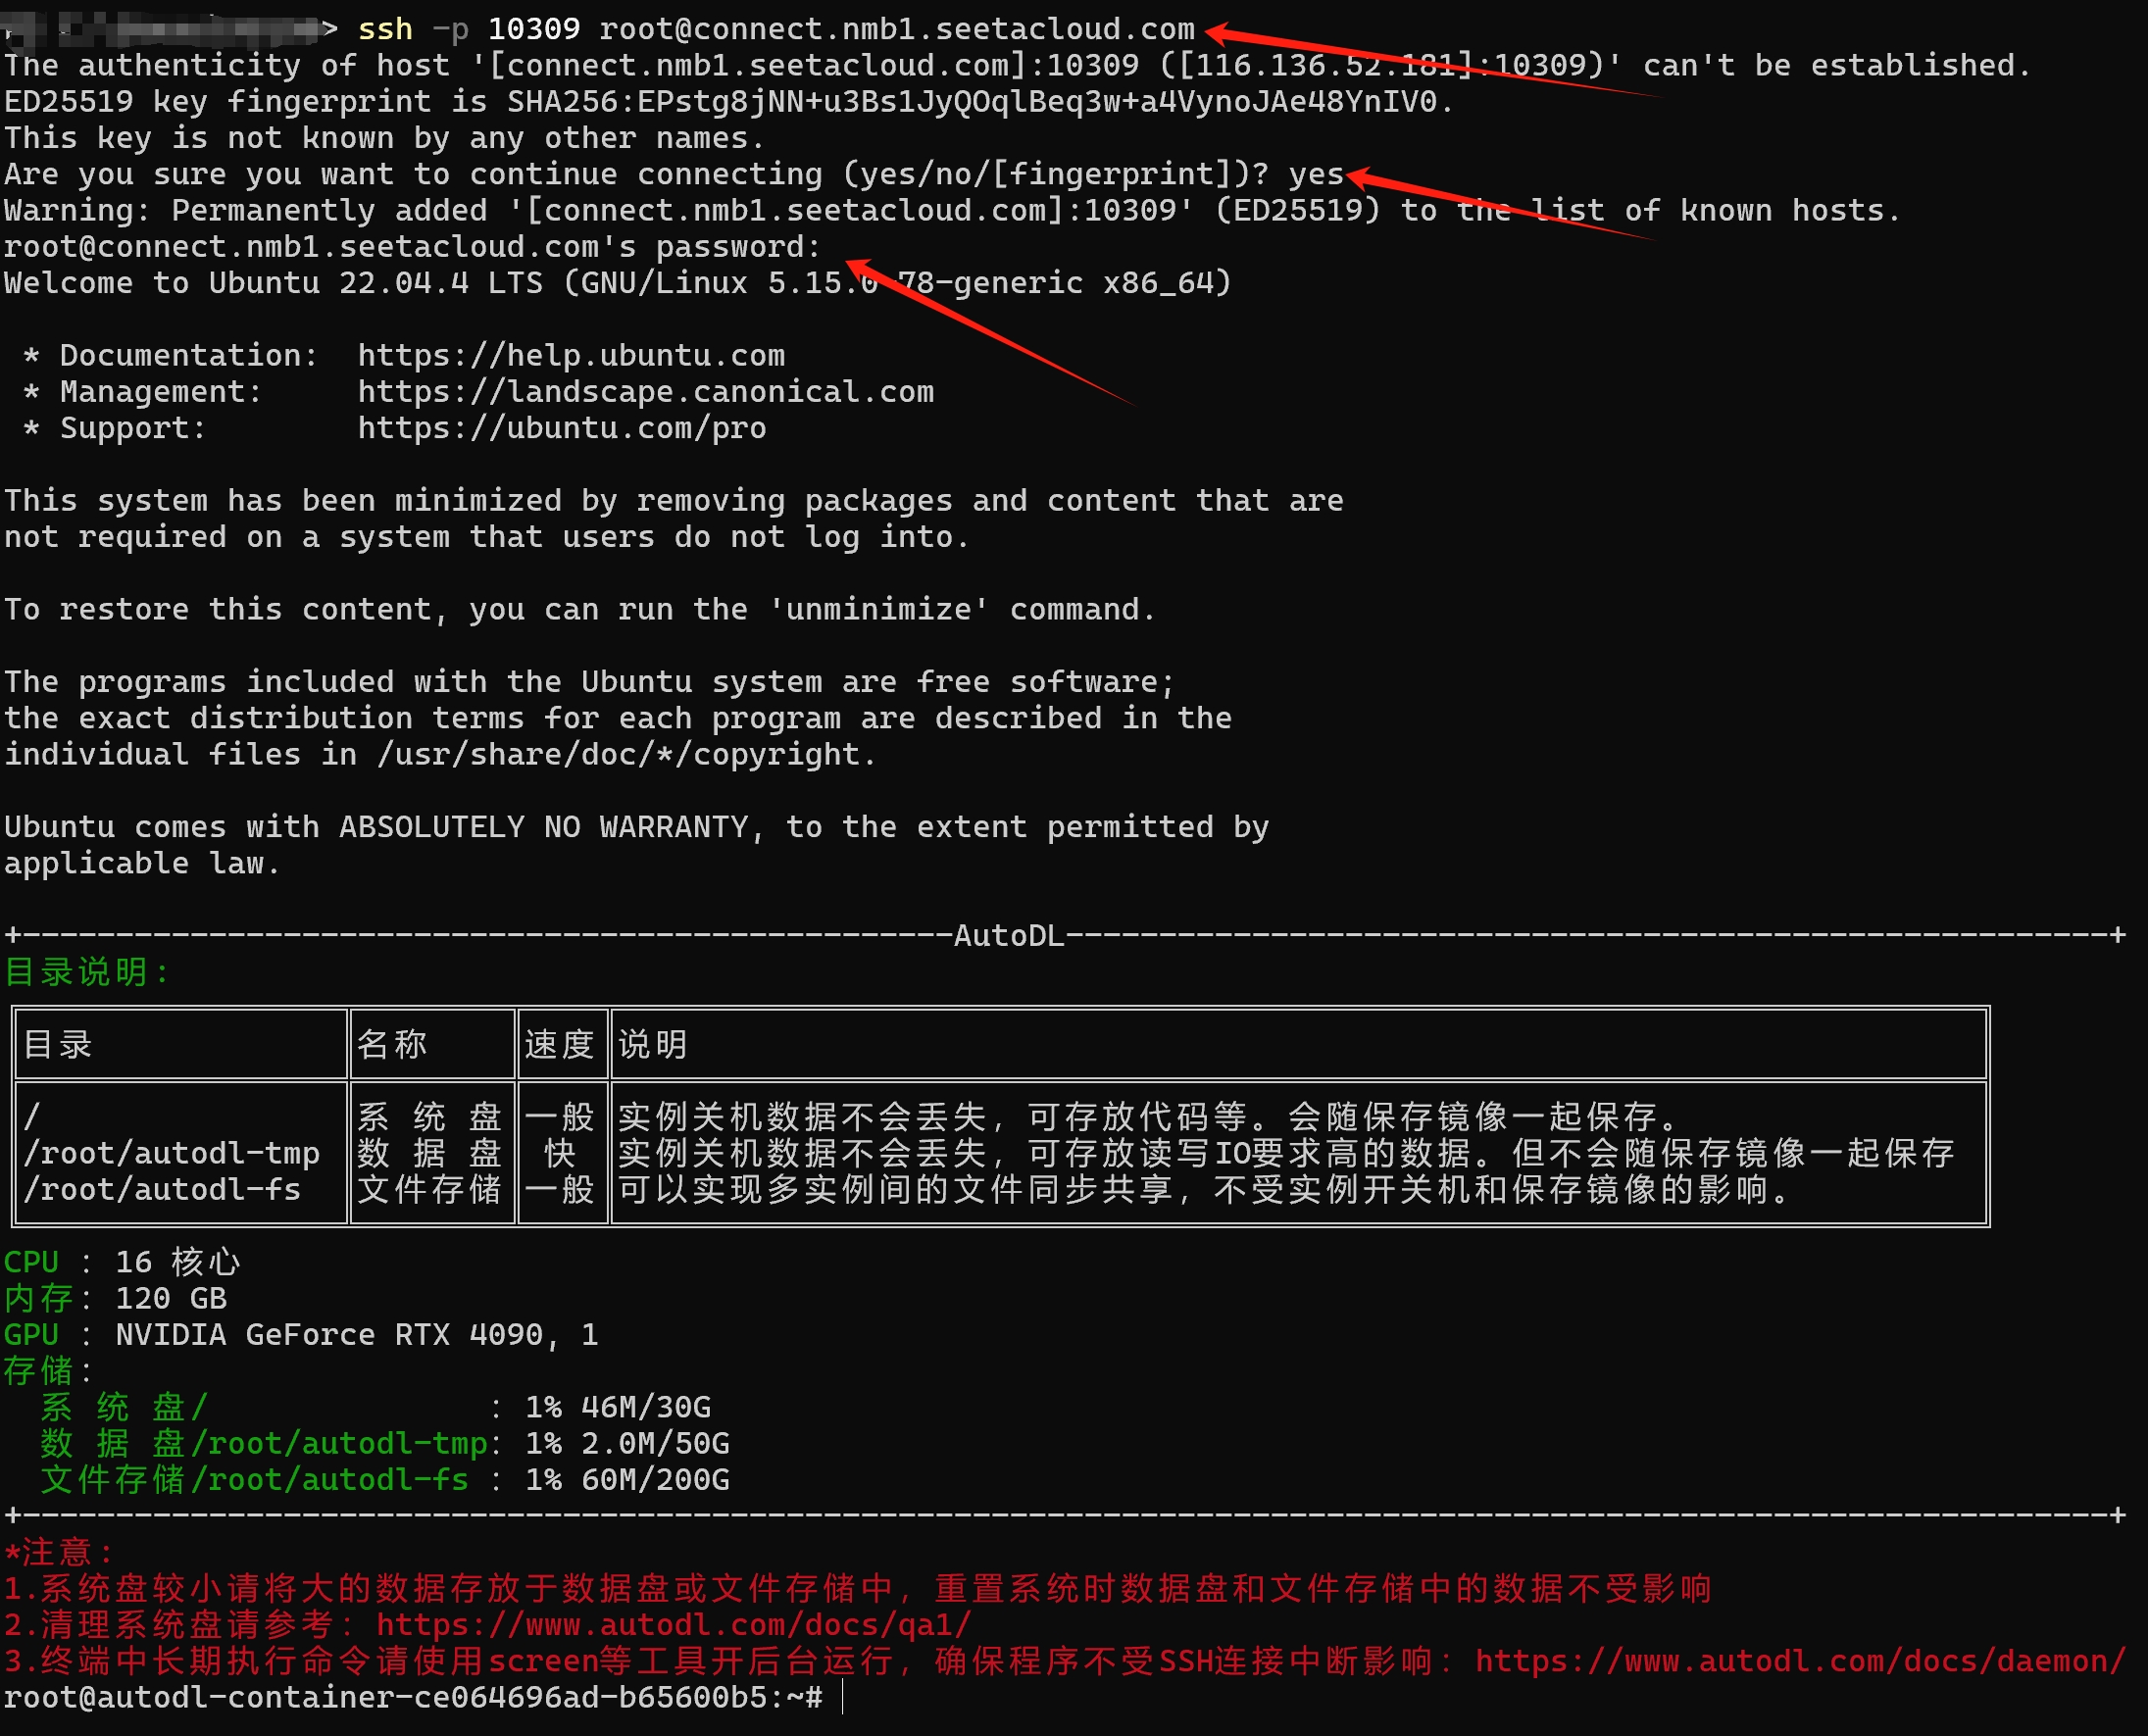 > ssh -p 10309 root@connect.nmb1.seetacloud.com
The authenticity of host '[connect.nmb1.seetacloud.com]:10309 ([116.136.52.181]:10309)' can't be established.
ED25519 key fingerprint is SHA256:EPstg8jNN+u3Bs1JyQOqlBeq3w+a4VynoJAe48YnIV0.
This key is not known by any other names.
Are you sure you want to continue connecting (yes/no/[fingerprint])? yes
Warning: Permanently added '[connect.nmb1.seetacloud.com]:10309' (ED25519) to the list of known hosts.
root@connect.nmb1.seetacloud.com's password:
Welcome to Ubuntu 22.04.4 LTS (GNU/Linux 5.15.0-78-generic x86_64)
* Documentation: https://help.ubuntu.com
* Management: https://landscape.canonical.com
* Support: https://ubuntu.com/pro
This system has been minimized by removing packages and content that are
not required on a system that users do not log into.
To restore this content, you can run the 'unminimize' command.
The programs included with the Ubuntu system are free software;
the exact distribution terms for each program are described in the
individual files in /usr/share/doc/*/copyright.
Ubuntu comes with ABSOLUTELY NO WARRANTY, to the extent permitted by
applicable law.
+--------------------------------------------------AutoDL--------------------------------------------------------+
目录说明:
目录 名称 速度 说明
/ 系 统 盘 一般 实例关机数据不会丢失，可存放代码等。会随保存镜像一起保存。
/root/autodl-tmp 数 据 盘 快 实例关机数据不会丢失，可存放读写IO要求高的数据。但不会随保存镜像一起保存
/root/autodl-fs 文件存储 一般 可以实现多实例间的文件同步共享，不受实例开关机和保存镜像的影响。
CPU : 16 核心
内存: 120 GB
GPU : NVIDIA GeForce RTX 4090, 1
存储:
系 统 盘/ : 1% 46M/30G
数 据 盘/root/autodl-tmp: 1% 2.0M/50G
文件存储/root/autodl-fs : 1% 60M/200G
+----------------------------------------------------------------------------------------------------------------+
*注意:
1.系统盘较小请将大的数据存放于数据盘或文件存储中，重置系统时数据盘和文件存储中的数据不受影响
2.清理系统盘请参考：https://www.autodl.com/docs/qa1/
3.终端中长期执行命令请使用screen等工具开后台运行，确保程序不受SSH连接中断影响：https://www.autodl.com/docs/daemon/
root@autodl-container-ce064696ad-b65600b5:~#